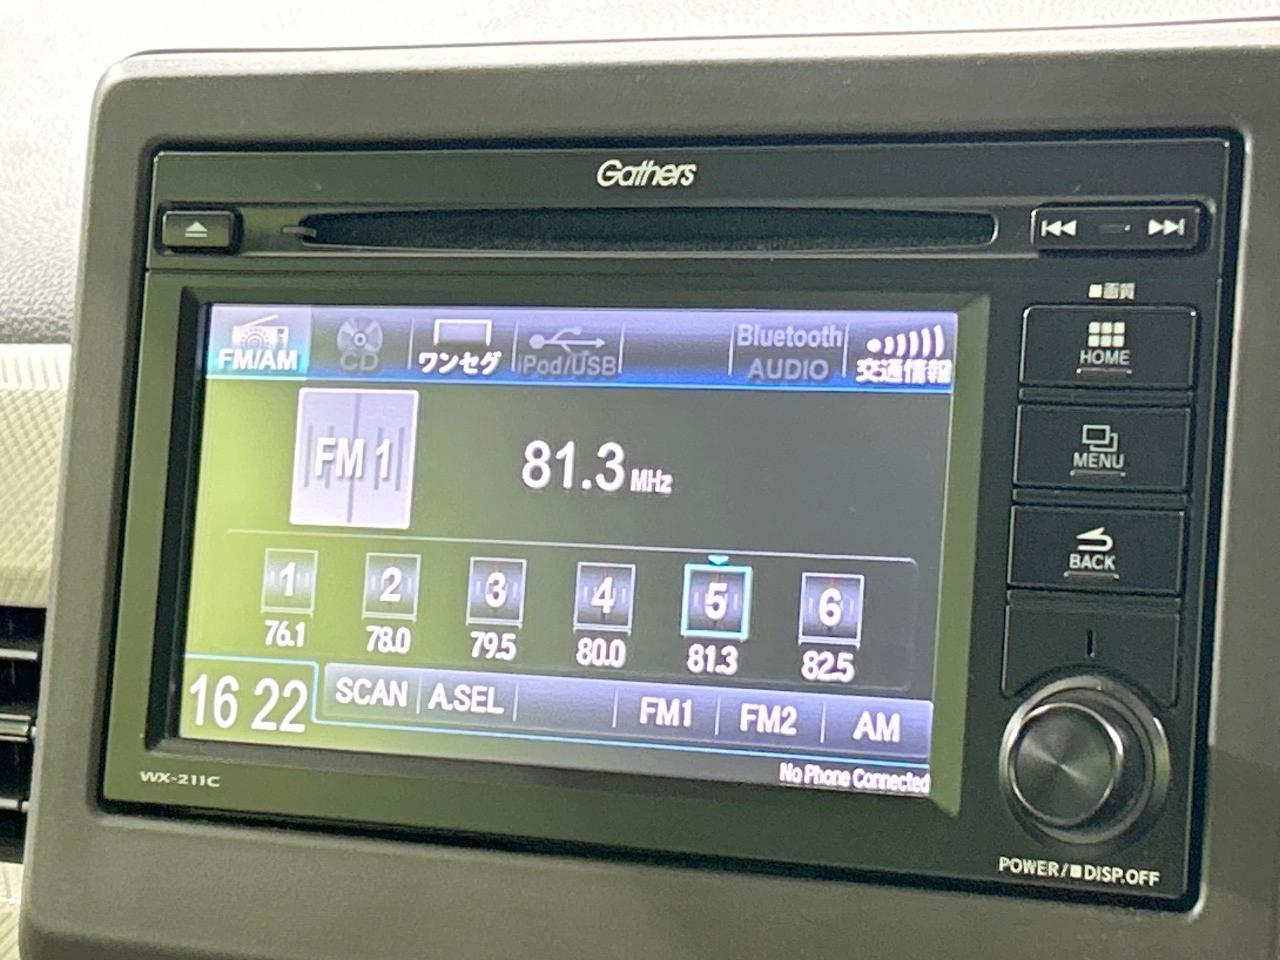 Gathers
■画質
FM/AM
CD
ワンセグ
iPod/USB
Bluetooth
AUDIO
交通情報
HOME
FM 1
81.3 MHz
MENU
BACK
1 2 3 4 5 6
76.1 78.0 79.5 80.0 81.3 82.5
16 22
SCAN A.SEL FM1 FM2 AM
No Phone Connected
WX-211C
POWER/■DISP.OFF